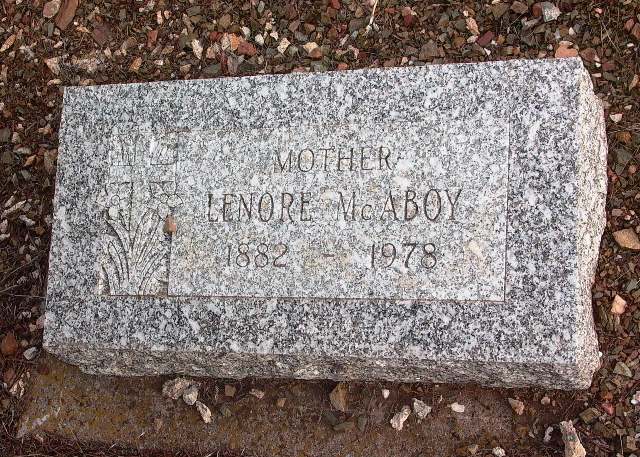 MOTHER
LENORE McABOY
1882 - 1978